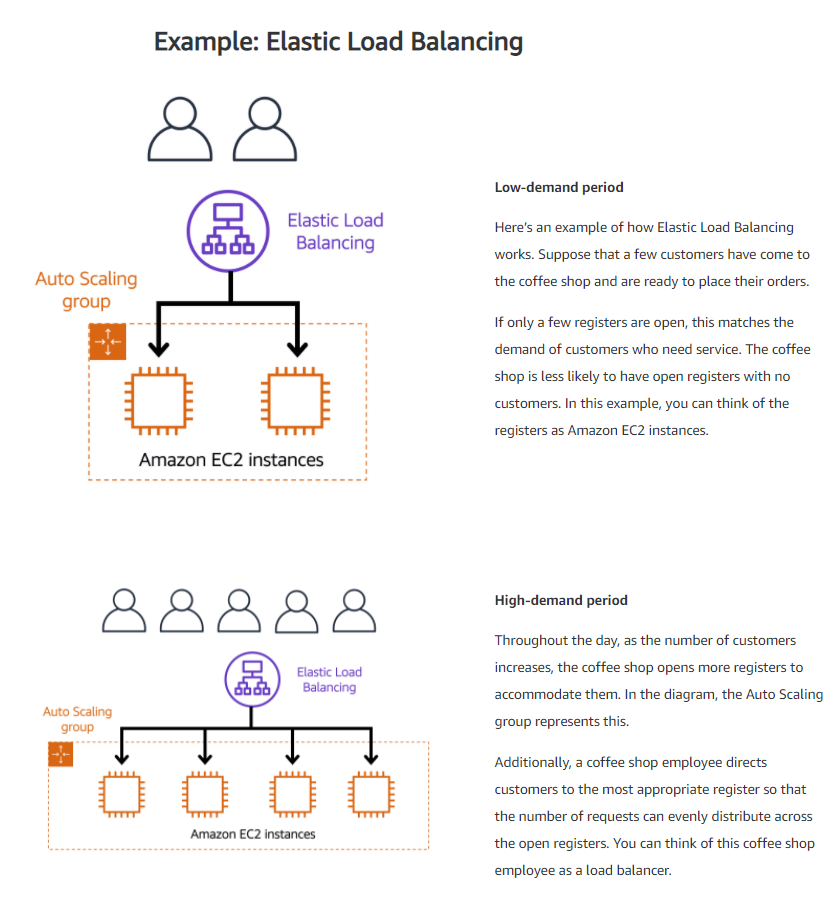 Example: Elastic Load Balancing
Elastic Load
Balancing
Auto Scaling
group
Amazon EC2 instances
Low-demand period
Here’s an example of how Elastic Load Balancing
works. Suppose that a few customers have come to
the coffee shop and are ready to place their orders.
If only a few registers are open, this matches the
demand of customers who need service. The coffee
shop is less likely to have open registers with no
customers. In this example, you can think of the
registers as Amazon EC2 instances.
Elastic Load
Balancing
Auto Scaling
group
Amazon EC2 instances
High-demand period
Throughout the day, as the number of customers
increases, the coffee shop opens more registers to
accommodate them. In the diagram, the Auto Scaling
group represents this.
Additionally, a coffee shop employee directs
customers to the most appropriate register so that
the number of requests can evenly distribute across
the open registers. You can think of this coffee shop
employee as a load balancer.